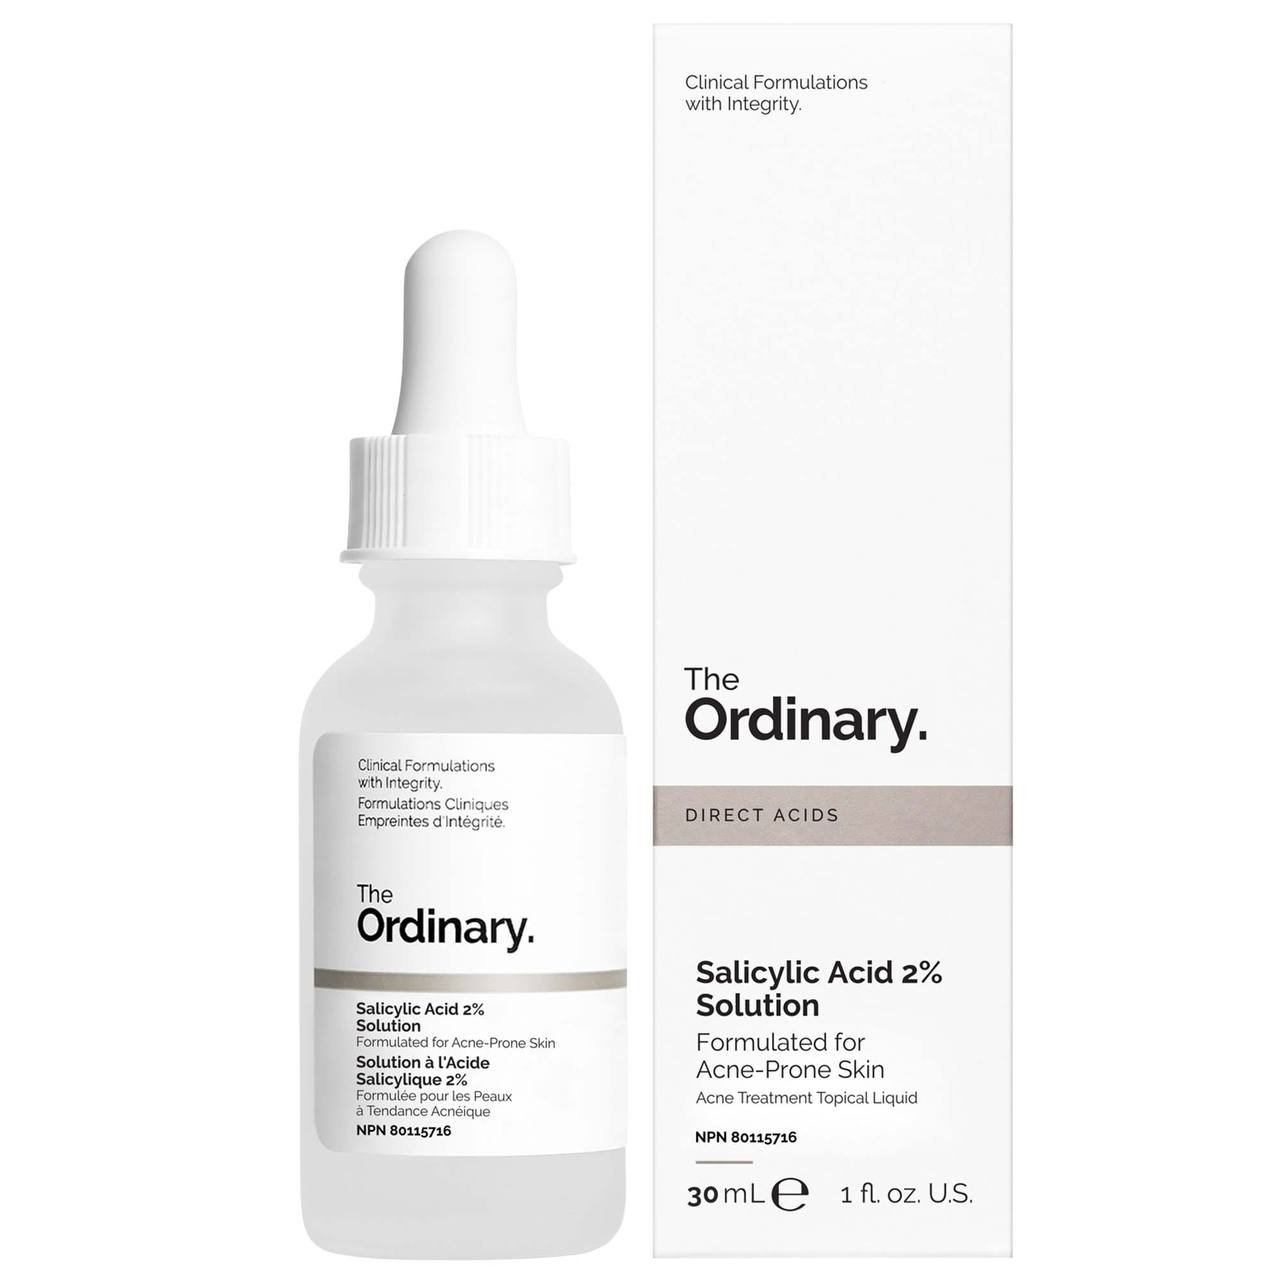 Clinical Formulations
with Integrity.
Formulations Cliniques
Empreintes d'Intégrité.
The
Ordinary.
Salicylic Acid 2%
Solution
Formulated for Acne-Prone Skin
Solution à l'Acide
Salicylique 2%
Formulée pour les Peaux
à Tendance Acnéique
NPN 80115716
Clinical Formulations
with Integrity.
The
Ordinary.
DIRECT ACIDS
Salicylic Acid 2%
Solution
Formulated for
Acne-Prone Skin
Acne Treatment Topical Liquid
NPN 80115716
30 mL ℮ 1 fl. oz. U.S.